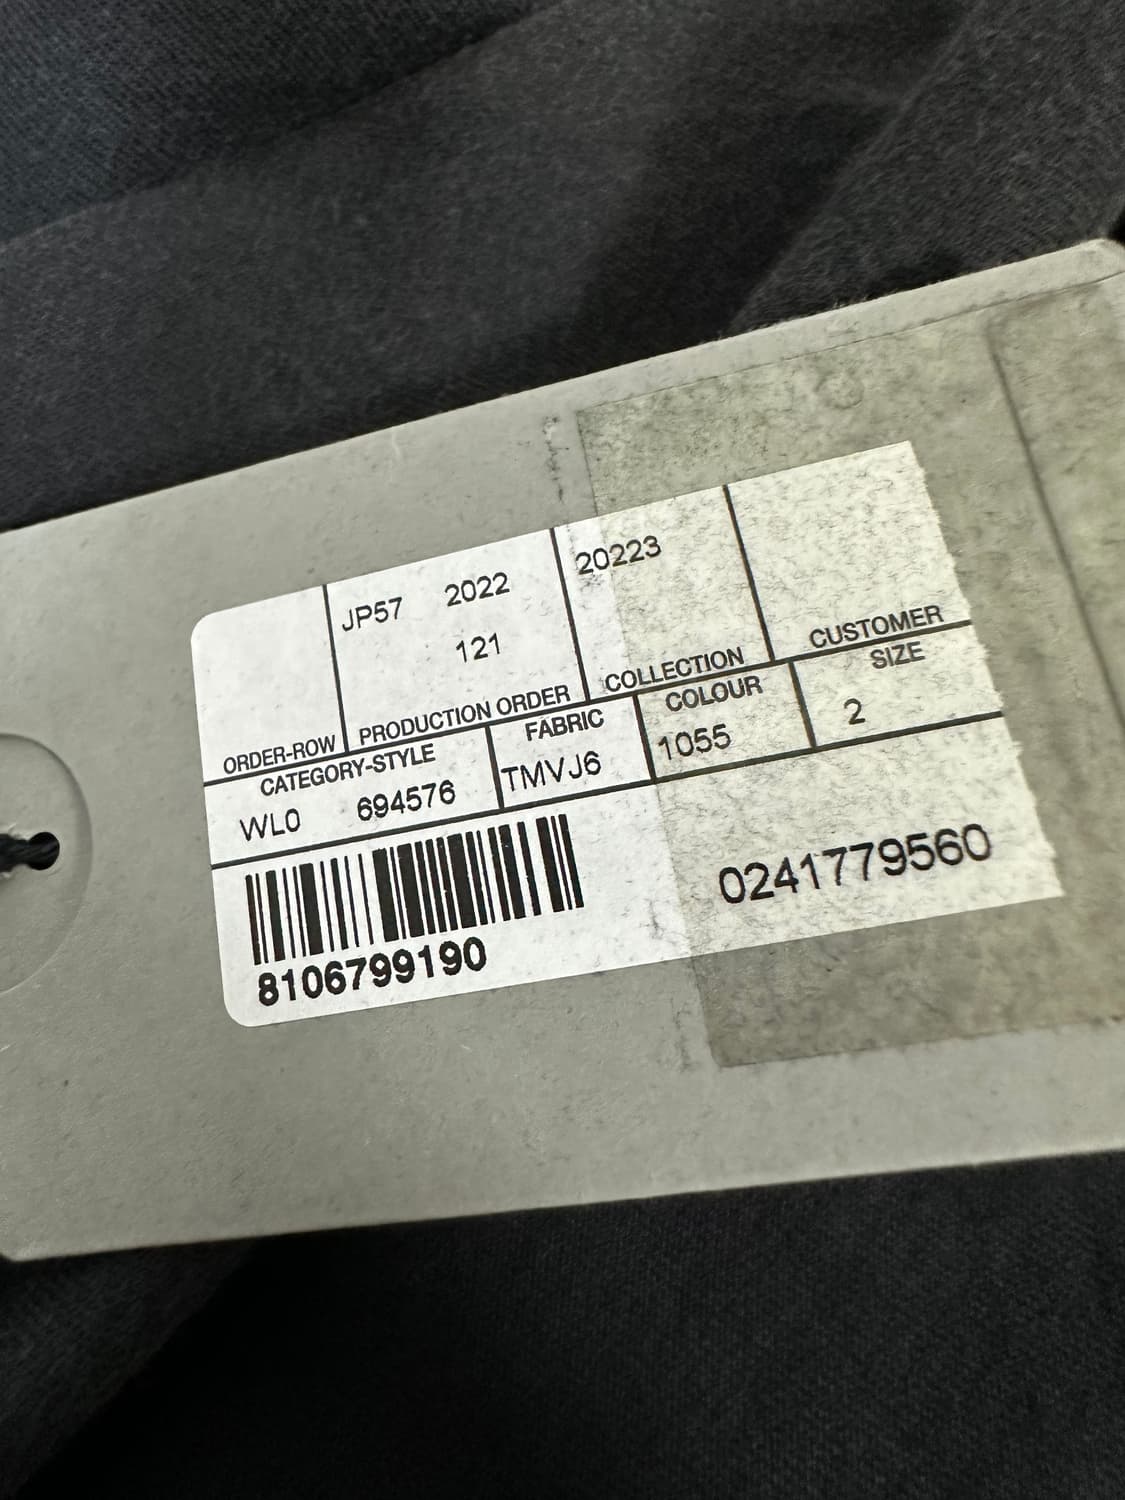 JP57 2022 20223
121
ORDER-ROW PRODUCTION ORDER COLLECTION CUSTOMER
CATEGORY-STYLE FABRIC COLOUR SIZE
WL0 694576 TMVJ6 1055 2
8106799190 0241779560